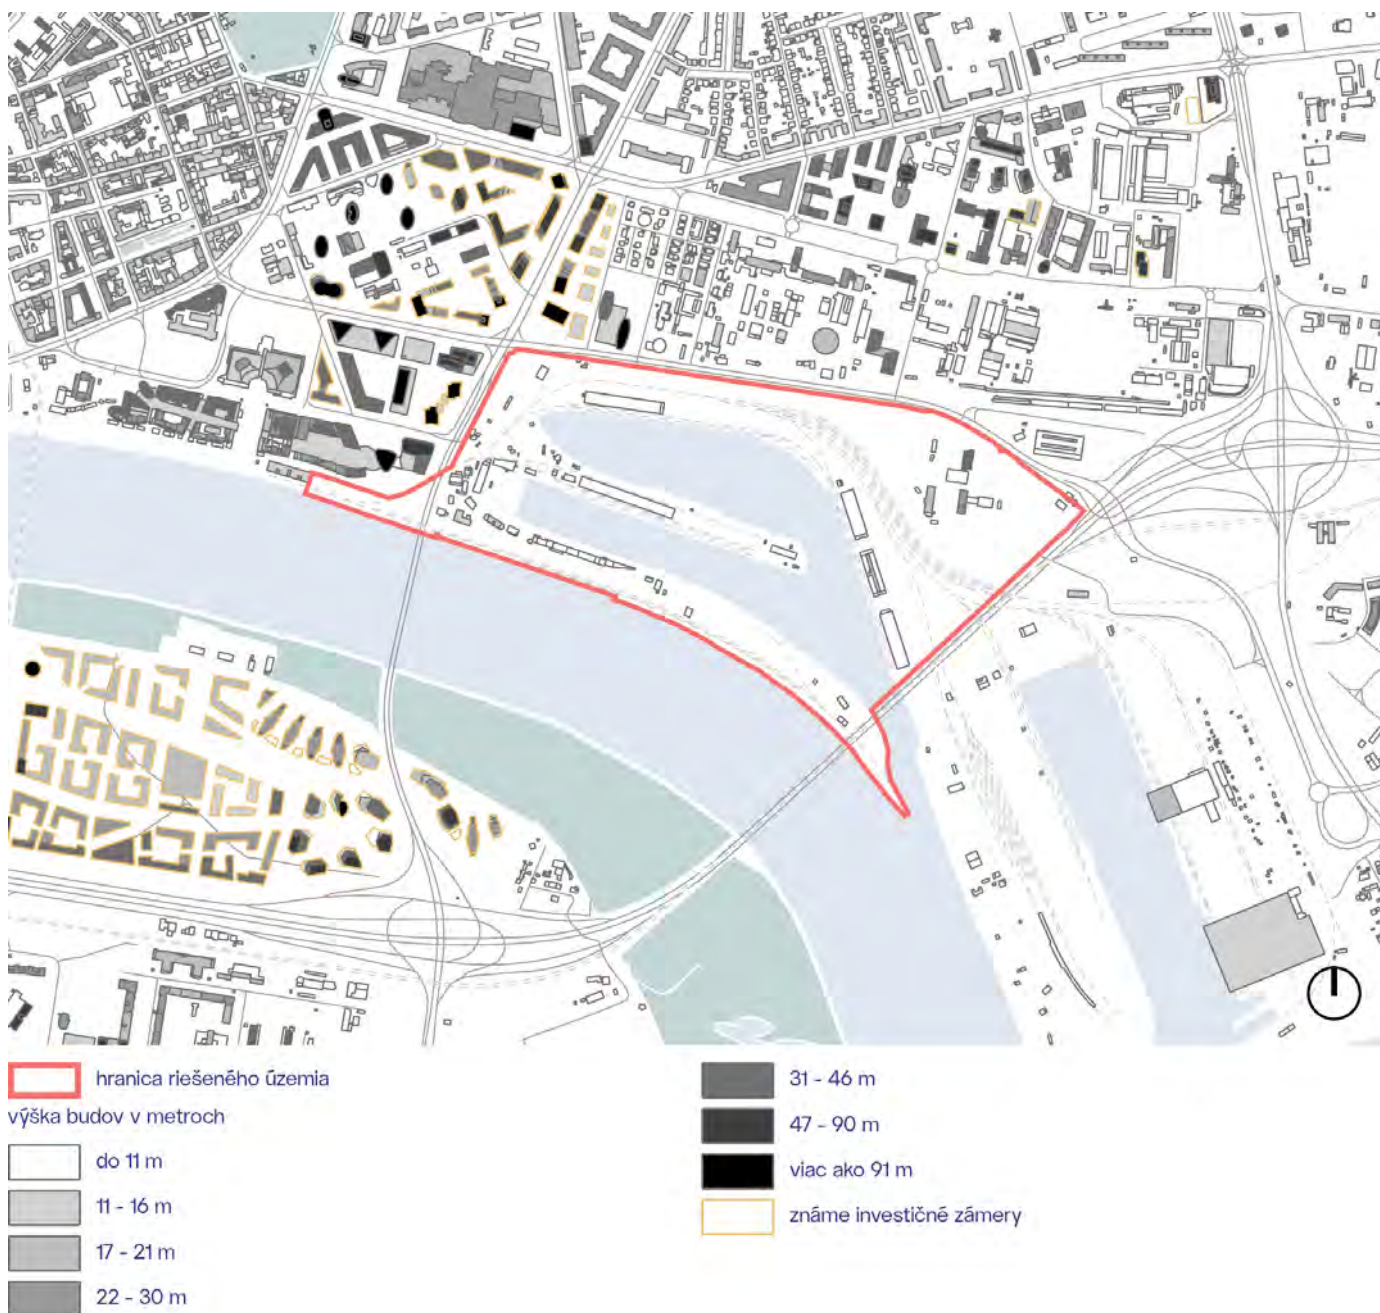 hranica riešeného územia
výška budov v metroch
do 11 m
11 - 16 m
17 - 21 m
22 - 30 m
31 - 46 m
47 - 90 m
viac ako 91 m
známe investičné zámery